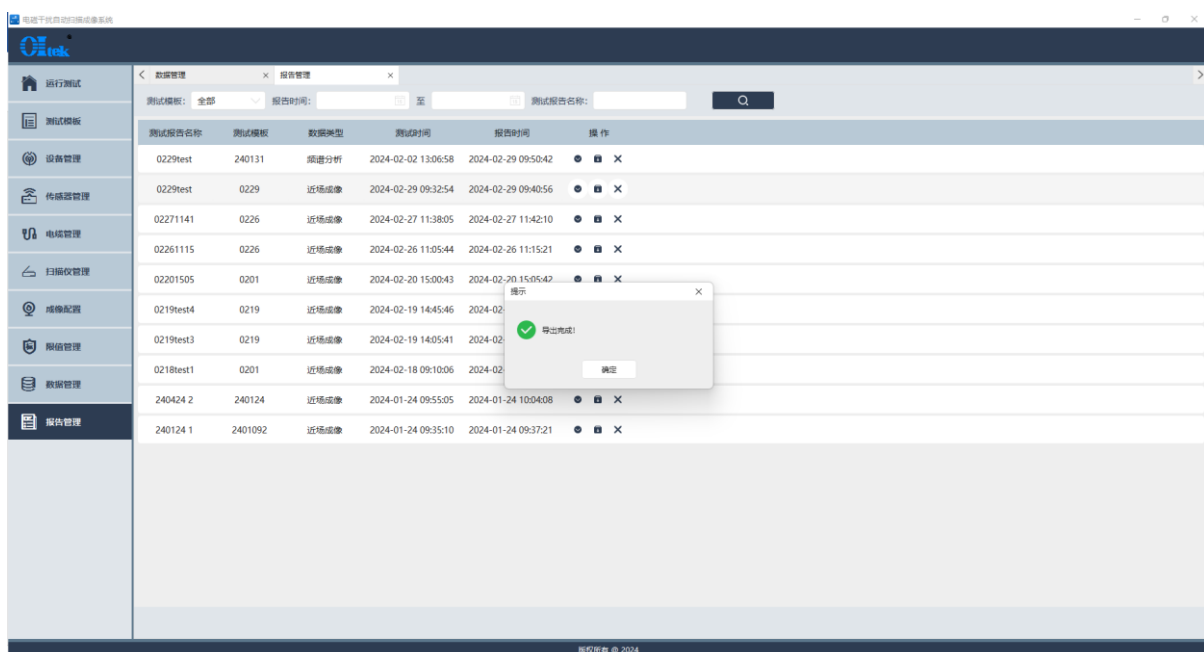 电磁干扰自动扫描成像系统
OItek
运行测试
测试模板
设备管理
传感器管理
电缆管理
扫描仪管理
成像配置
限值管理
数据管理
报告管理
数据管理 报告管理
测试模板: 全部 报告时间: 至 测试报告名称:
测试报告名称 测试模板 数据类型 测试时间 报告时间 操 作
0229test 240131 频谱分析 2024-02-02 13:06:58 2024-02-29 09:50:42
0229test 0229 近场成像 2024-02-29 09:32:54 2024-02-29 09:40:56
02271141 0226 近场成像 2024-02-27 11:38:05 2024-02-27 11:42:10
02261115 0226 近场成像 2024-02-26 11:05:44 2024-02-26 11:15:21
02201505 0201 近场成像 2024-02-20 15:00:43 2024-02-20 15:05:42
0219test4 0219 近场成像 2024-02-19 14:45:46 2024-02-
0219test3 0219 近场成像 2024-02-19 14:05:41 2024-02-
0218test1 0201 近场成像 2024-02-18 09:10:06 2024-02-
240424 2 240124 近场成像 2024-01-24 09:55:05 2024-01-24 10:04:08
240124 1 2401092 近场成像 2024-01-24 09:35:10 2024-01-24 09:37:21
提示
导出完成!
确定
版权所有 @ 2024